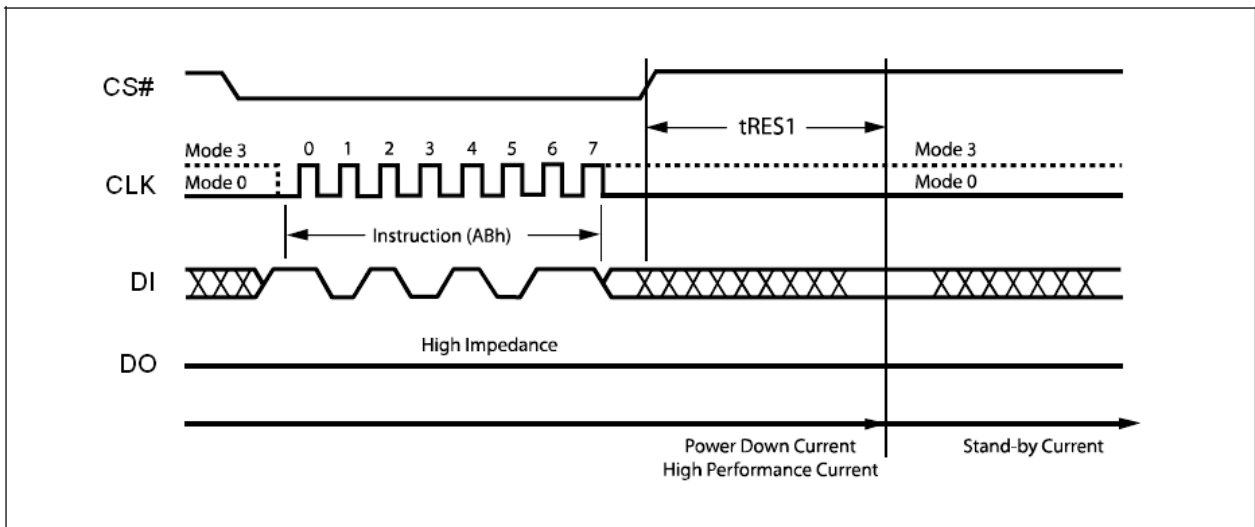 CS#
tRES1
Mode 3
0 1 2 3 4 5 6 7
Mode 3
CLK
Mode 0
Mode 0
Instruction (ABh)
DI
High Impedance
DO
Power Down Current
High Performance Current
Stand-by Current